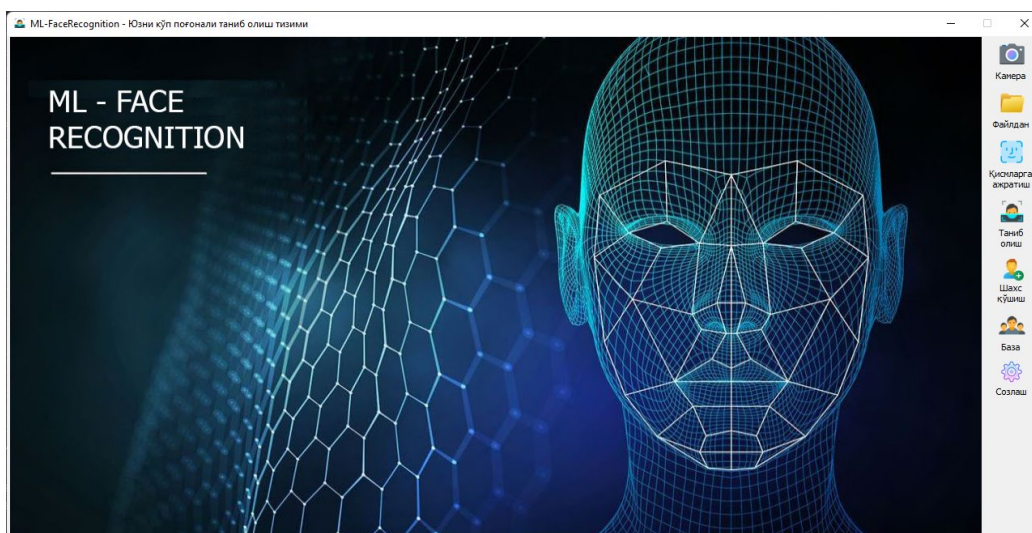 ML-FaceRecognition - Юзни кўп поғонали таниб олиш тизими
ML - FACE
RECOGNITION
Камера
Файлдан
Қисмларга
ажратиш
Таниб
олиш
Шахс
қўшиш
База
Созлаш